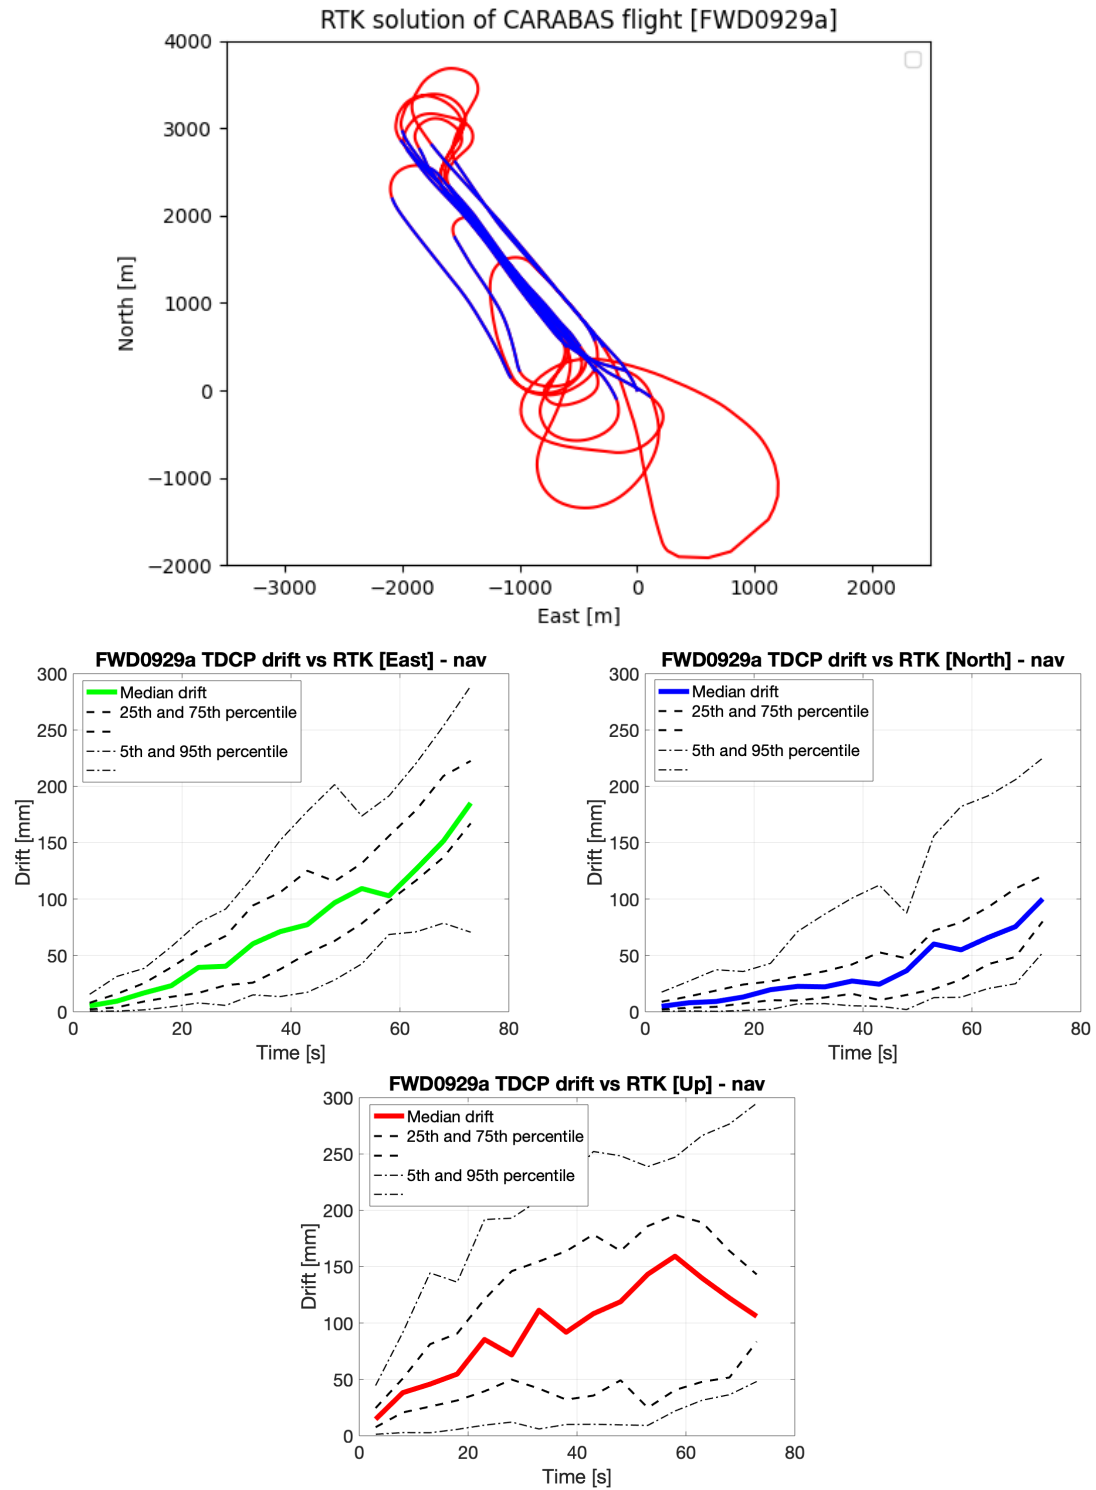 RTK solution of CARABAS flight [FWD0929a]
4000
3000
2000
1000
0
−1000
−2000
North [m]
−3000 −2000 −1000 0 1000 2000
East [m]
FWD0929a TDCP drift vs RTK [East] - nav
300
250
200
150
100
50
0
Drift [mm]
Median drift
25th and 75th percentile
5th and 95th percentile
0 20 40 60 80
Time [s]
FWD0929a TDCP drift vs RTK [North] - nav
300
250
200
150
100
50
0
Drift [mm]
Median drift
25th and 75th percentile
5th and 95th percentile
0 20 40 60 80
Time [s]
FWD0929a TDCP drift vs RTK [Up] - nav
300
250
200
150
100
50
0
Drift [mm]
Median drift
25th and 75th percentile
5th and 95th percentile
0 20 40 60 80
Time [s]